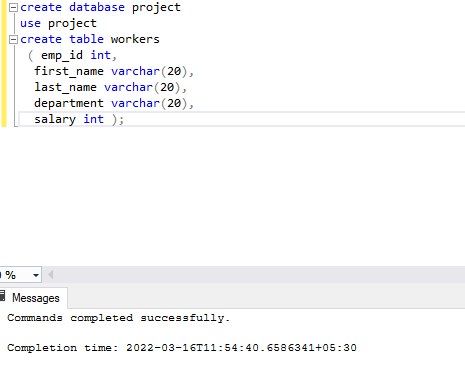 create database project
use project
create table workers
( emp_id int,
first_name varchar(20),
last_name varchar(20),
department varchar(20),
salary int );
%
Messages
Commands completed successfully.
Completion time: 2022-03-16T11:54:40.6586341+05:30